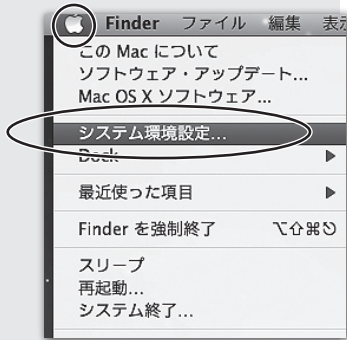 Finder ファイル 編集 表示
この Mac について
ソフトウェア・アップデート...
Mac OS X ソフトウェア...
システム環境設定...
Dock
最近使った項目
Finder を強制終了 ⌥⇧⌘⎋
スリープ
再起動...
システム終了...